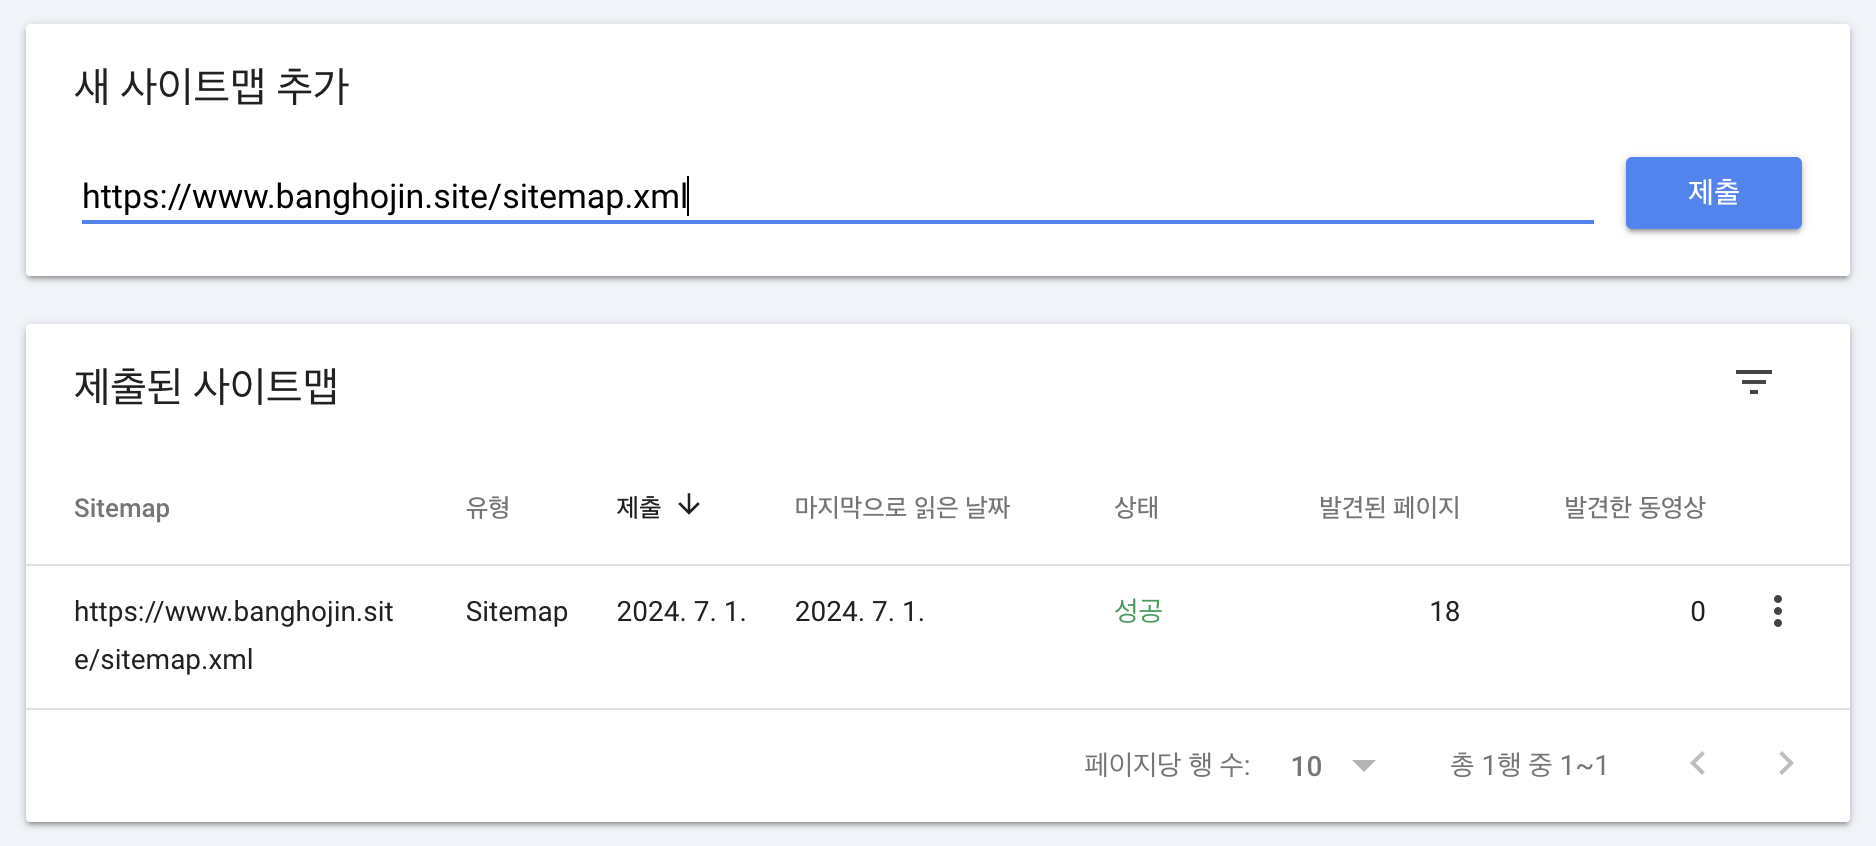 새 사이트맵 추가
https://www.banghojin.site/sitemap.xml
제출
제출된 사이트맵
Sitemap 유형 제출 마지막으로 읽은 날짜 상태 발견된 페이지 발견한 동영상
https://www.banghojin.sit Sitemap 2024. 7. 1. 2024. 7. 1. 성공 18 0
e/sitemap.xml
페이지당 행 수: 10 총 1행 중 1~1